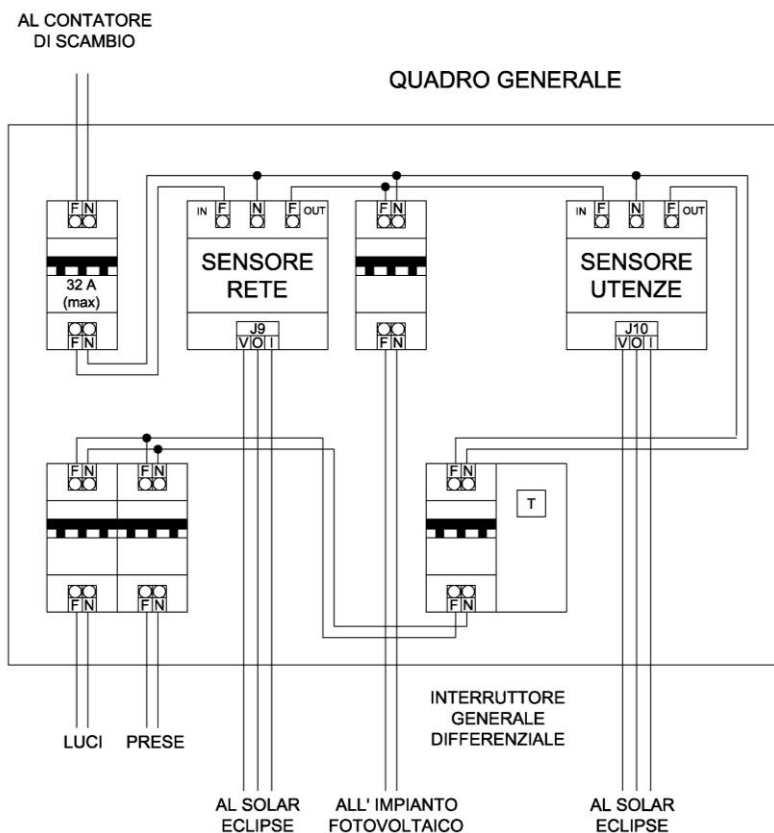 AL CONTATORE
DI SCAMBIO
QUADRO GENERALE
F N
IN F N F OUT
F N
IN F N F OUT
32 A
(max)
SENSORE
RETE
SENSORE
UTENZE
F N
J9
V O I
F N
J10
V O I
F N
F N
F N
T
F N
F N
F N
LUCI
PRESE
INTERRUTTORE
GENERALE
DIFFERENZIALE
AL SOLAR
ECLIPSE
ALL' IMPIANTO
FOTOVOLTAICO
AL SOLAR
ECLIPSE